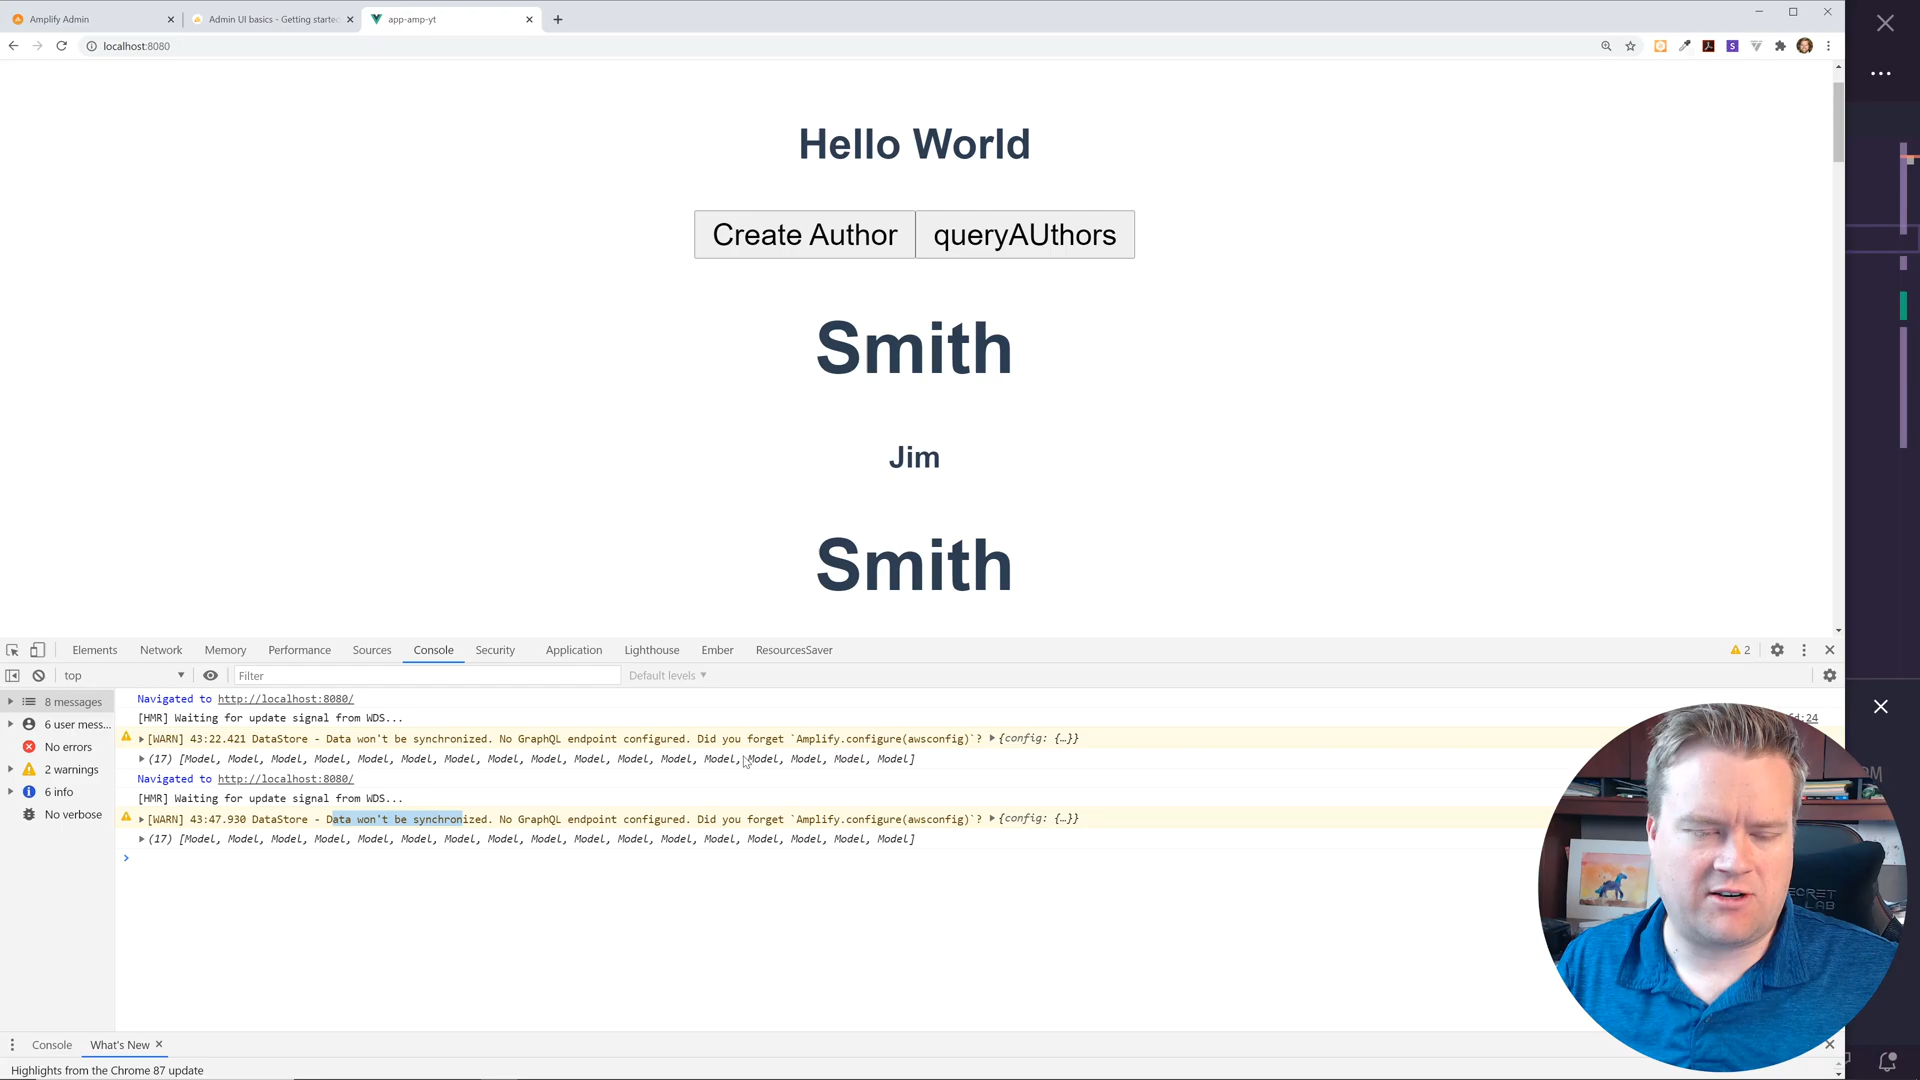 Amplify Admin
Admin UI basics - Getting starte
app-amp-yt
localhost:8080
Hello World
Create Author
queryAUthors
Smith
Jim
Smith
Elements
Network
Memory
Performance
Sources
Console
Security
Application
Lighthouse
Ember
ResourcesSaver
2
top
Filter
Default levels
8 messages
6 user mess...
No errors
2 warnings
6 info
No verbose
Navigated to http://localhost:8080/
[HMR] Waiting for update signal from WDS...
:24
[WARN] 43:22.421 DataStore - Data won't be synchronized. No GraphQL endpoint configured. Did you forget `Amplify.configure(awsconfig)`? {config: {…}}
(17) [Model, Model, Model, Model, Model, Model, Model, Model, Model, Model, Model, Model, Model, Model, Model, Model, Model]
Navigated to http://localhost:8080/
[HMR] Waiting for update signal from WDS...
[WARN] 43:47.930 DataStore - Data won't be synchronized. No GraphQL endpoint configured. Did you forget `Amplify.configure(awsconfig)`? {config: {…}}
(17) [Model, Model, Model, Model, Model, Model, Model, Model, Model, Model, Model, Model, Model, Model, Model, Model, Model]
SECRET
LAB
Console
What's New
Highlights from the Chrome 87 update